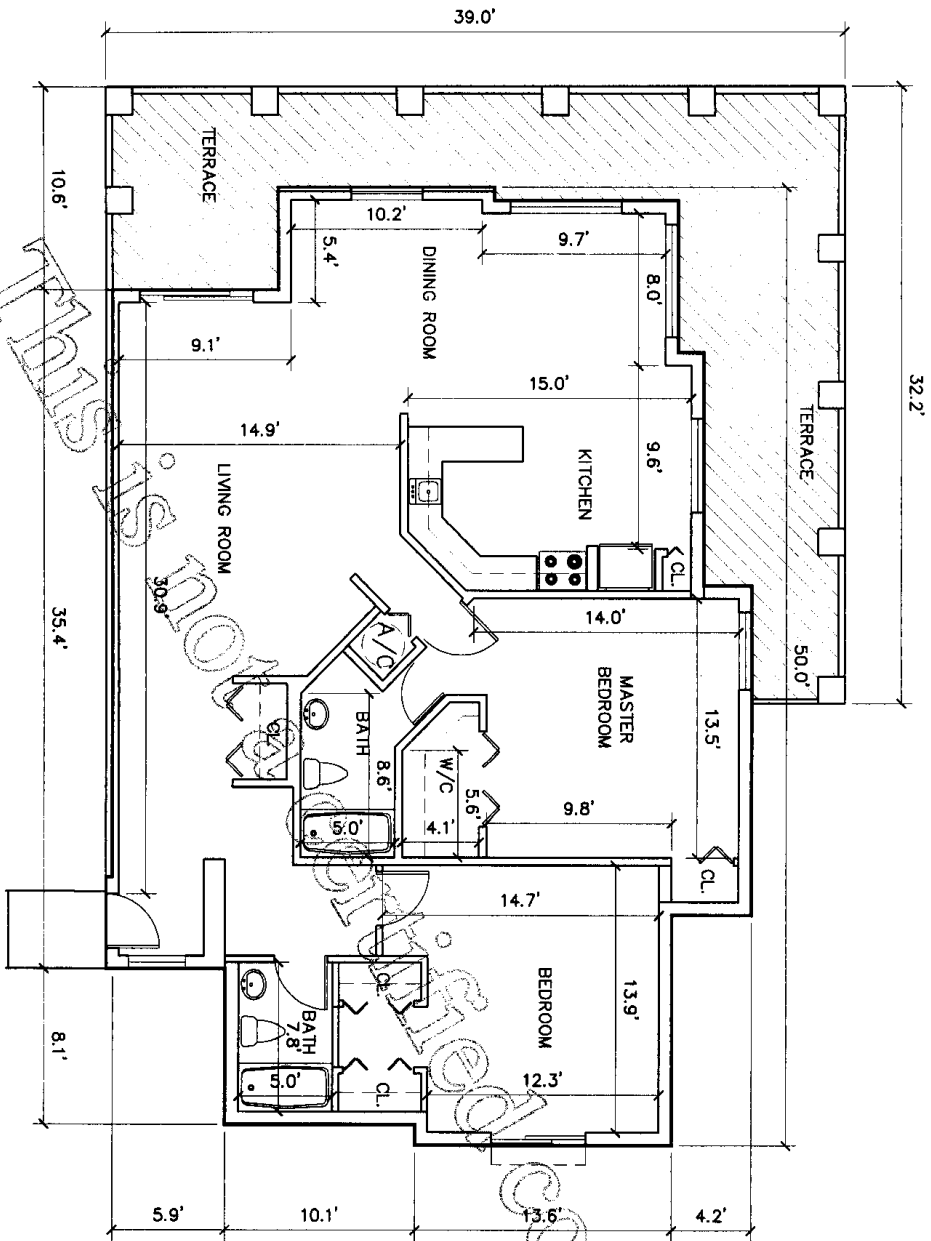 39.0'
32.2'
10.6'
35.4'
8.1'
TERRACE
TERRACE
10.2'
5.4'
9.7'
8.0'
DINING ROOM
9.1'
15.0'
14.9'
9.6'
KITCHEN
LIVING ROOM
CL.
50.0'
30.9'
A/C
14.0'
MASTER
BEDROOM
13.5'
BATH
8.6'
5.0'
CL.
W/C
5.6'
4.1'
9.8'
CL.
14.7'
BEDROOM
13.9'
12.3'
CL.
CL.
BATH
7.8'
5.0'
5.9'
10.1'
13.6'
4.2'
This is not a certified c